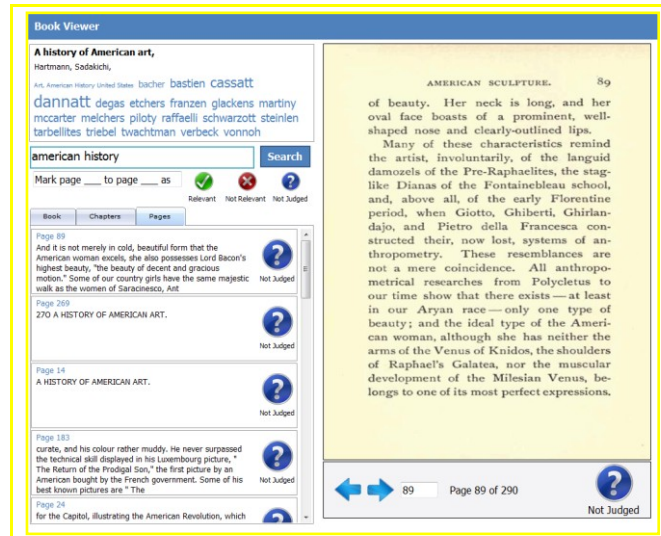 Book Viewer
A history of American art,
Hartmann, Sadakichi,
Art, American History United States bacher bastien cassatt
dannatt degas etchers franzen glackens martiny
mccarter melchers piloty raffaelli schwarzott steinlen
tarbellites triebel twachtman verbeck vonnoh
american history
Search
Mark page ___ to page ___ as
Relevant Not Relevant Not Judged
Book Chapters Pages
Page 89
And it is not merely in cold, beautiful form that the
American woman excels, she also possesses Lord Bacon's
highest beauty, "the beauty of decent and gracious
motion." Some of our country girls have the same majestic
walk as the women of Saracinesco, Ant
Not Judged
Page 269
27O A HISTORY OF AMERICAN ART.
Not Judged
Page 14
A HISTORY OF AMERICAN ART.
Not Judged
Page 183
curate, and his colour rather muddy. He never surpassed
the technical skill displayed in his Luxembourg picture, "
The Return of the Prodigal Son," the first picture by an
American bought by the French government. Some of his
best known pictures are " The
Not Judged
Page 24
for the Capitol, illustrating the American Revolution, which
AMERICAN SCULPTURE. 89
of beauty. Her neck is long, and her
oval face boasts of a prominent, well-
shaped nose and clearly-outlined lips.
Many of these characteristics remind
the artist, involuntarily, of the languid
damozels of the Pre-Raphaelites, the stag-
like Dianas of the Fontainebleau school,
and, above all, of the early Florentine
period, when Giotto, Ghiberti, Ghirlan-
dajo, and Pietro della Francesca con-
structed their, now lost, systems of an-
thropometry. These resemblances are
not a mere coincidence. All anthropo-
metrical researches from Polycletus to
our time show that there exists — at least
in our Aryan race — only one type of
beauty; and the ideal type of the Ameri-
can woman, although she has neither the
arms of the Venus of Knidos, the shoulders
of Raphael's Galatea, nor the muscular
development of the Milesian Venus, be-
longs to one of its most perfect expressions.
89 Page 89 of 290
Not Judged